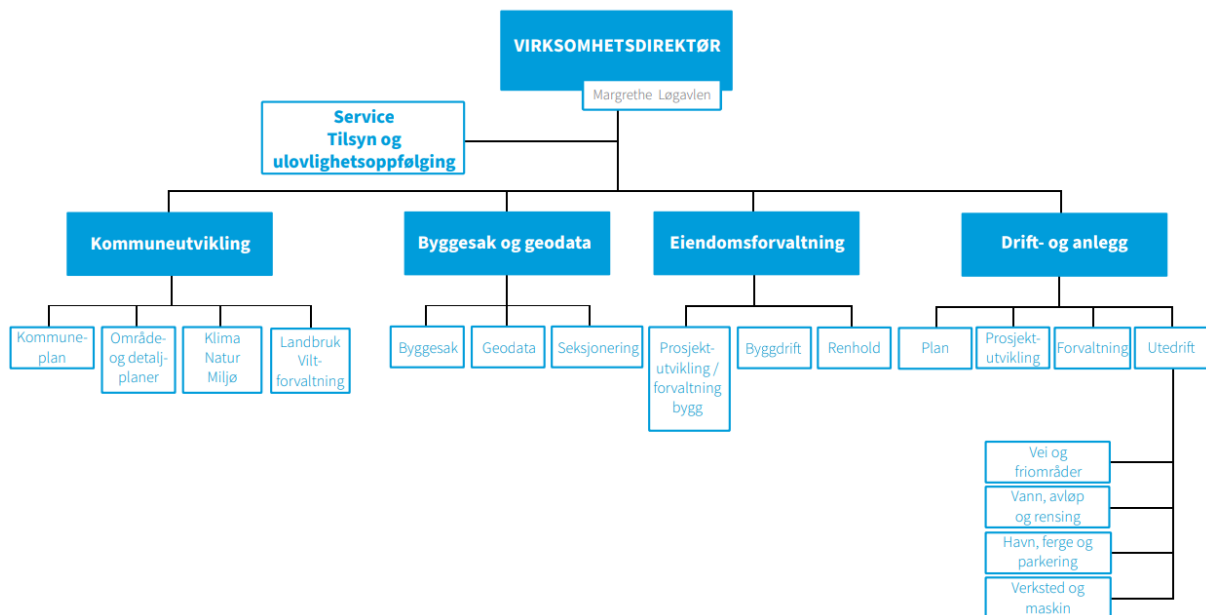 VIRKSOMHETSDIREKTØR
Margrethe Løgavlen
Service
Tilsyn og
ulovlighetsoppfølging
Kommuneutvikling
Byggesak og geodata
Eiendomsforvaltning
Drift- og anlegg
Kommune-
plan
Område-
og detalj-
planer
Klima
Natur
Miljø
Landbruk
Vilt-
forvaltning
Byggesak
Geodata
Seksjonering
Prosjekt-
utvikling /
forvaltning
bygg
Byggdrift
Renhold
Plan
Prosjekt-
utvikling
Forvaltning
Utedrift
Vei og
friområder
Vann, avløp
og rensing
Havn, ferge og
parkering
Verksted og
maskin